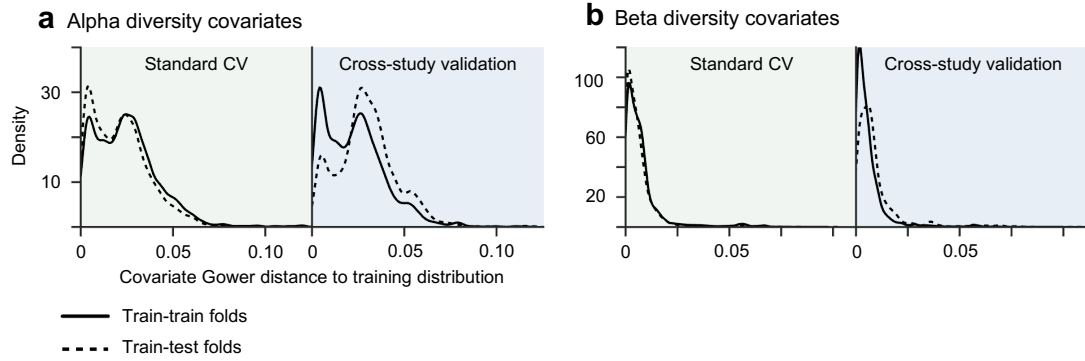 a Alpha diversity covariates
b Beta diversity covariates
Standard CV
Cross-study validation
Standard CV
Cross-study validation
Density
30
10
100
60
20
0
0.05
0.10
0
0.05
0.10
0
0.05
0
0.05
Covariate Gower distance to training distribution
Train-train folds
Train-test folds